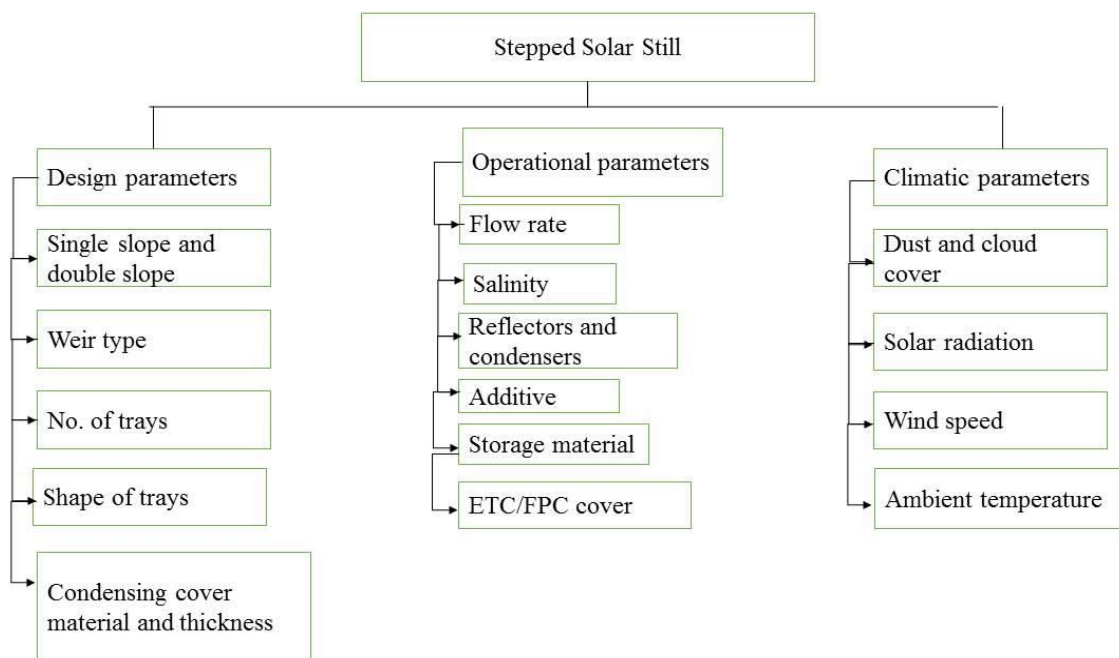 Stepped Solar Still
Design parameters
Single slope and
double slope
Weir type
No. of trays
Shape of trays
Condensing cover
material and thickness
Operational parameters
Flow rate
Salinity
Reflectors and
condensers
Additive
Storage material
ETC/FPC cover
Climatic parameters
Dust and cloud
cover
Solar radiation
Wind speed
Ambient temperature